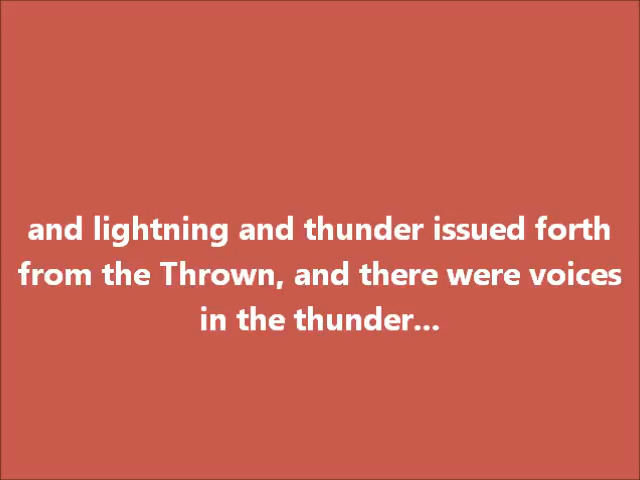 and lightning and thunder issued forth
from the Thrown, and there were voices
in the thunder...